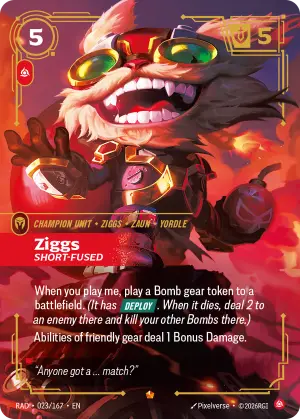 5
5
CHAMPION UNIT • ZIGGS • ZAUN • YORDLE
Ziggs
SHORT-FUSED
When you play me, play a Bomb gear token to a
battlefield. (It has DEPLOY. When it dies, deal 2 to
an enemy there and kill your other Bombs there.)
Abilities of friendly gear deal 1 Bonus Damage.
"Anyone got a ... match?"
RAD • 023/167 • EN
Pixelverse • ©2026RGI